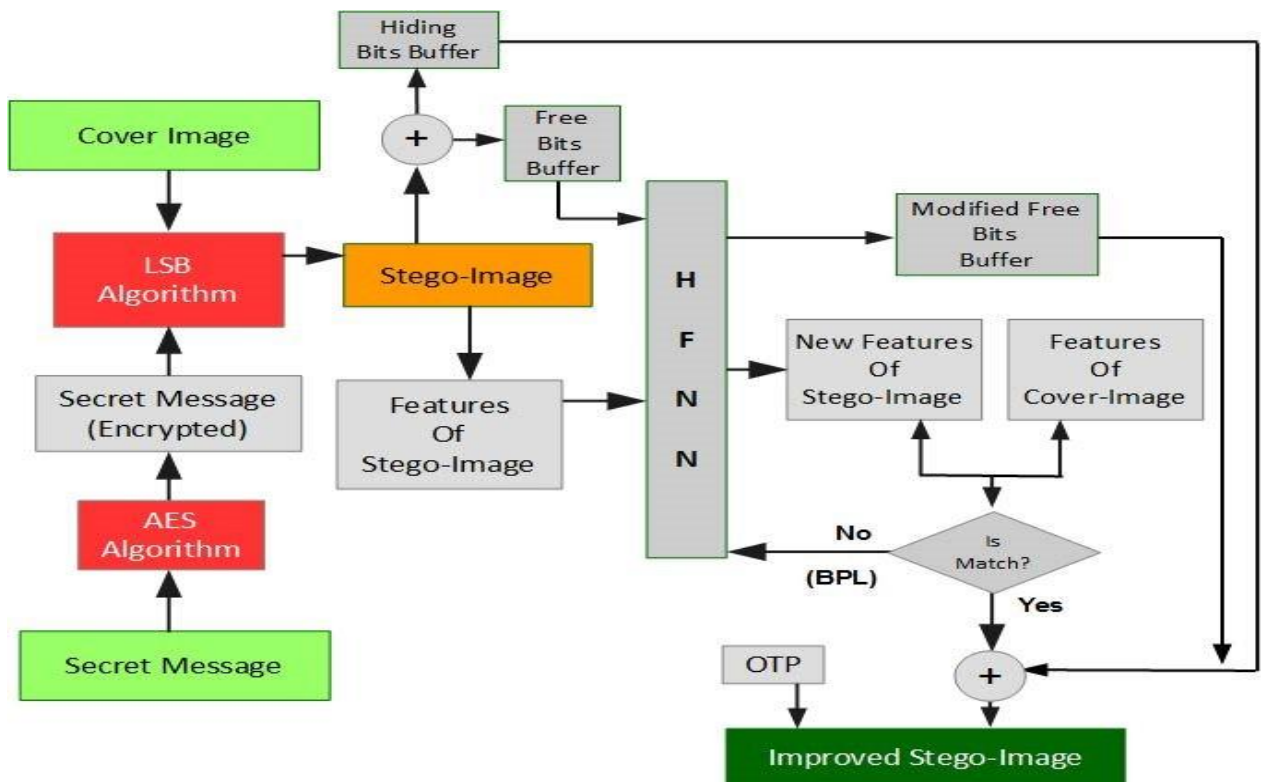 Hiding
Bits Buffer
Cover Image
+
Free
Bits
Buffer
LSB
Algorithm
Stego-Image
H
F
N
N
Modified Free
Bits
Buffer
Secret Message
(Encrypted)
Features
Of
Stego-Image
New Features
Of
Stego-Image
Features
Of
Cover-Image
AES
Algorithm
No
(BPL)
Is
Match?
Yes
Secret Message
OTP
+
Improved Stego-Image